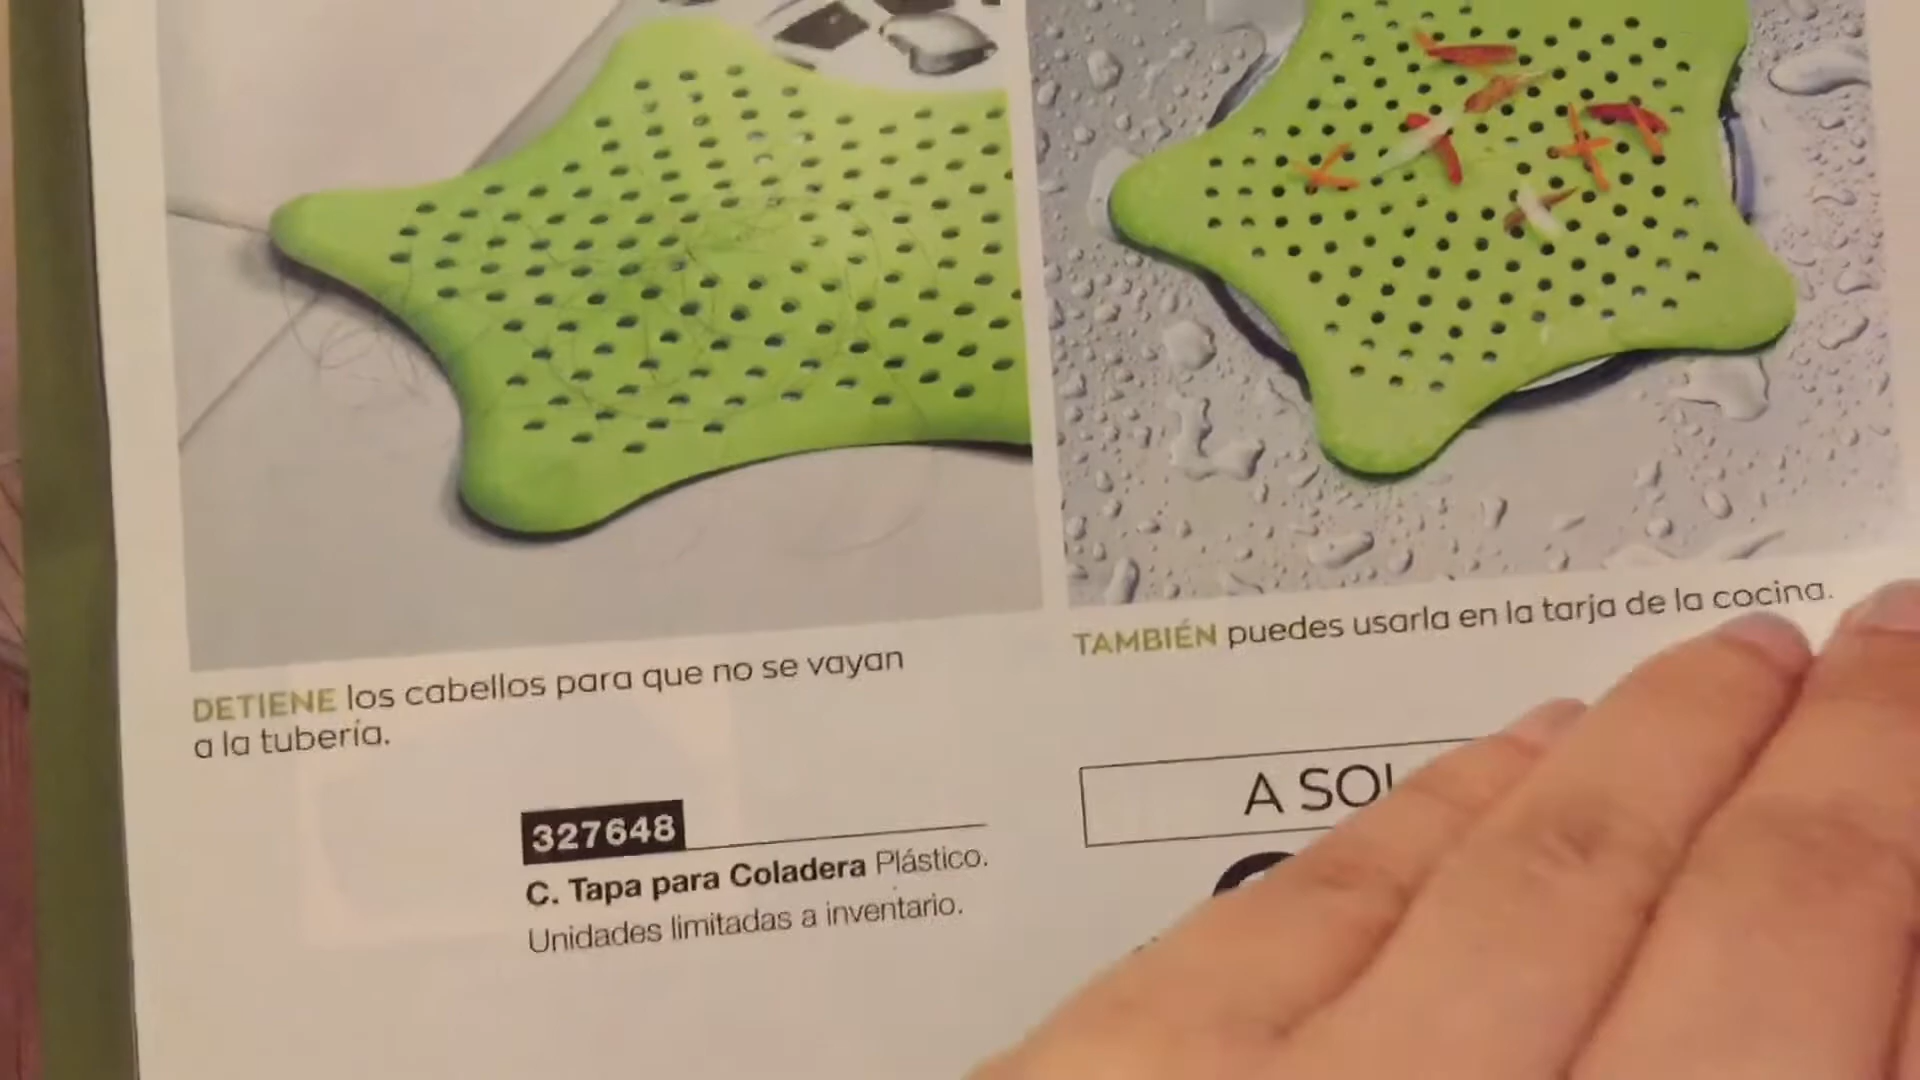 DETIENE los cabellos para que no se vayan
a la tubería.
TAMBIÉN puedes usarla en la tarja de la cocina.
327648
C. Tapa para Coladera Plástico.
Unidades limitadas a inventario.
A